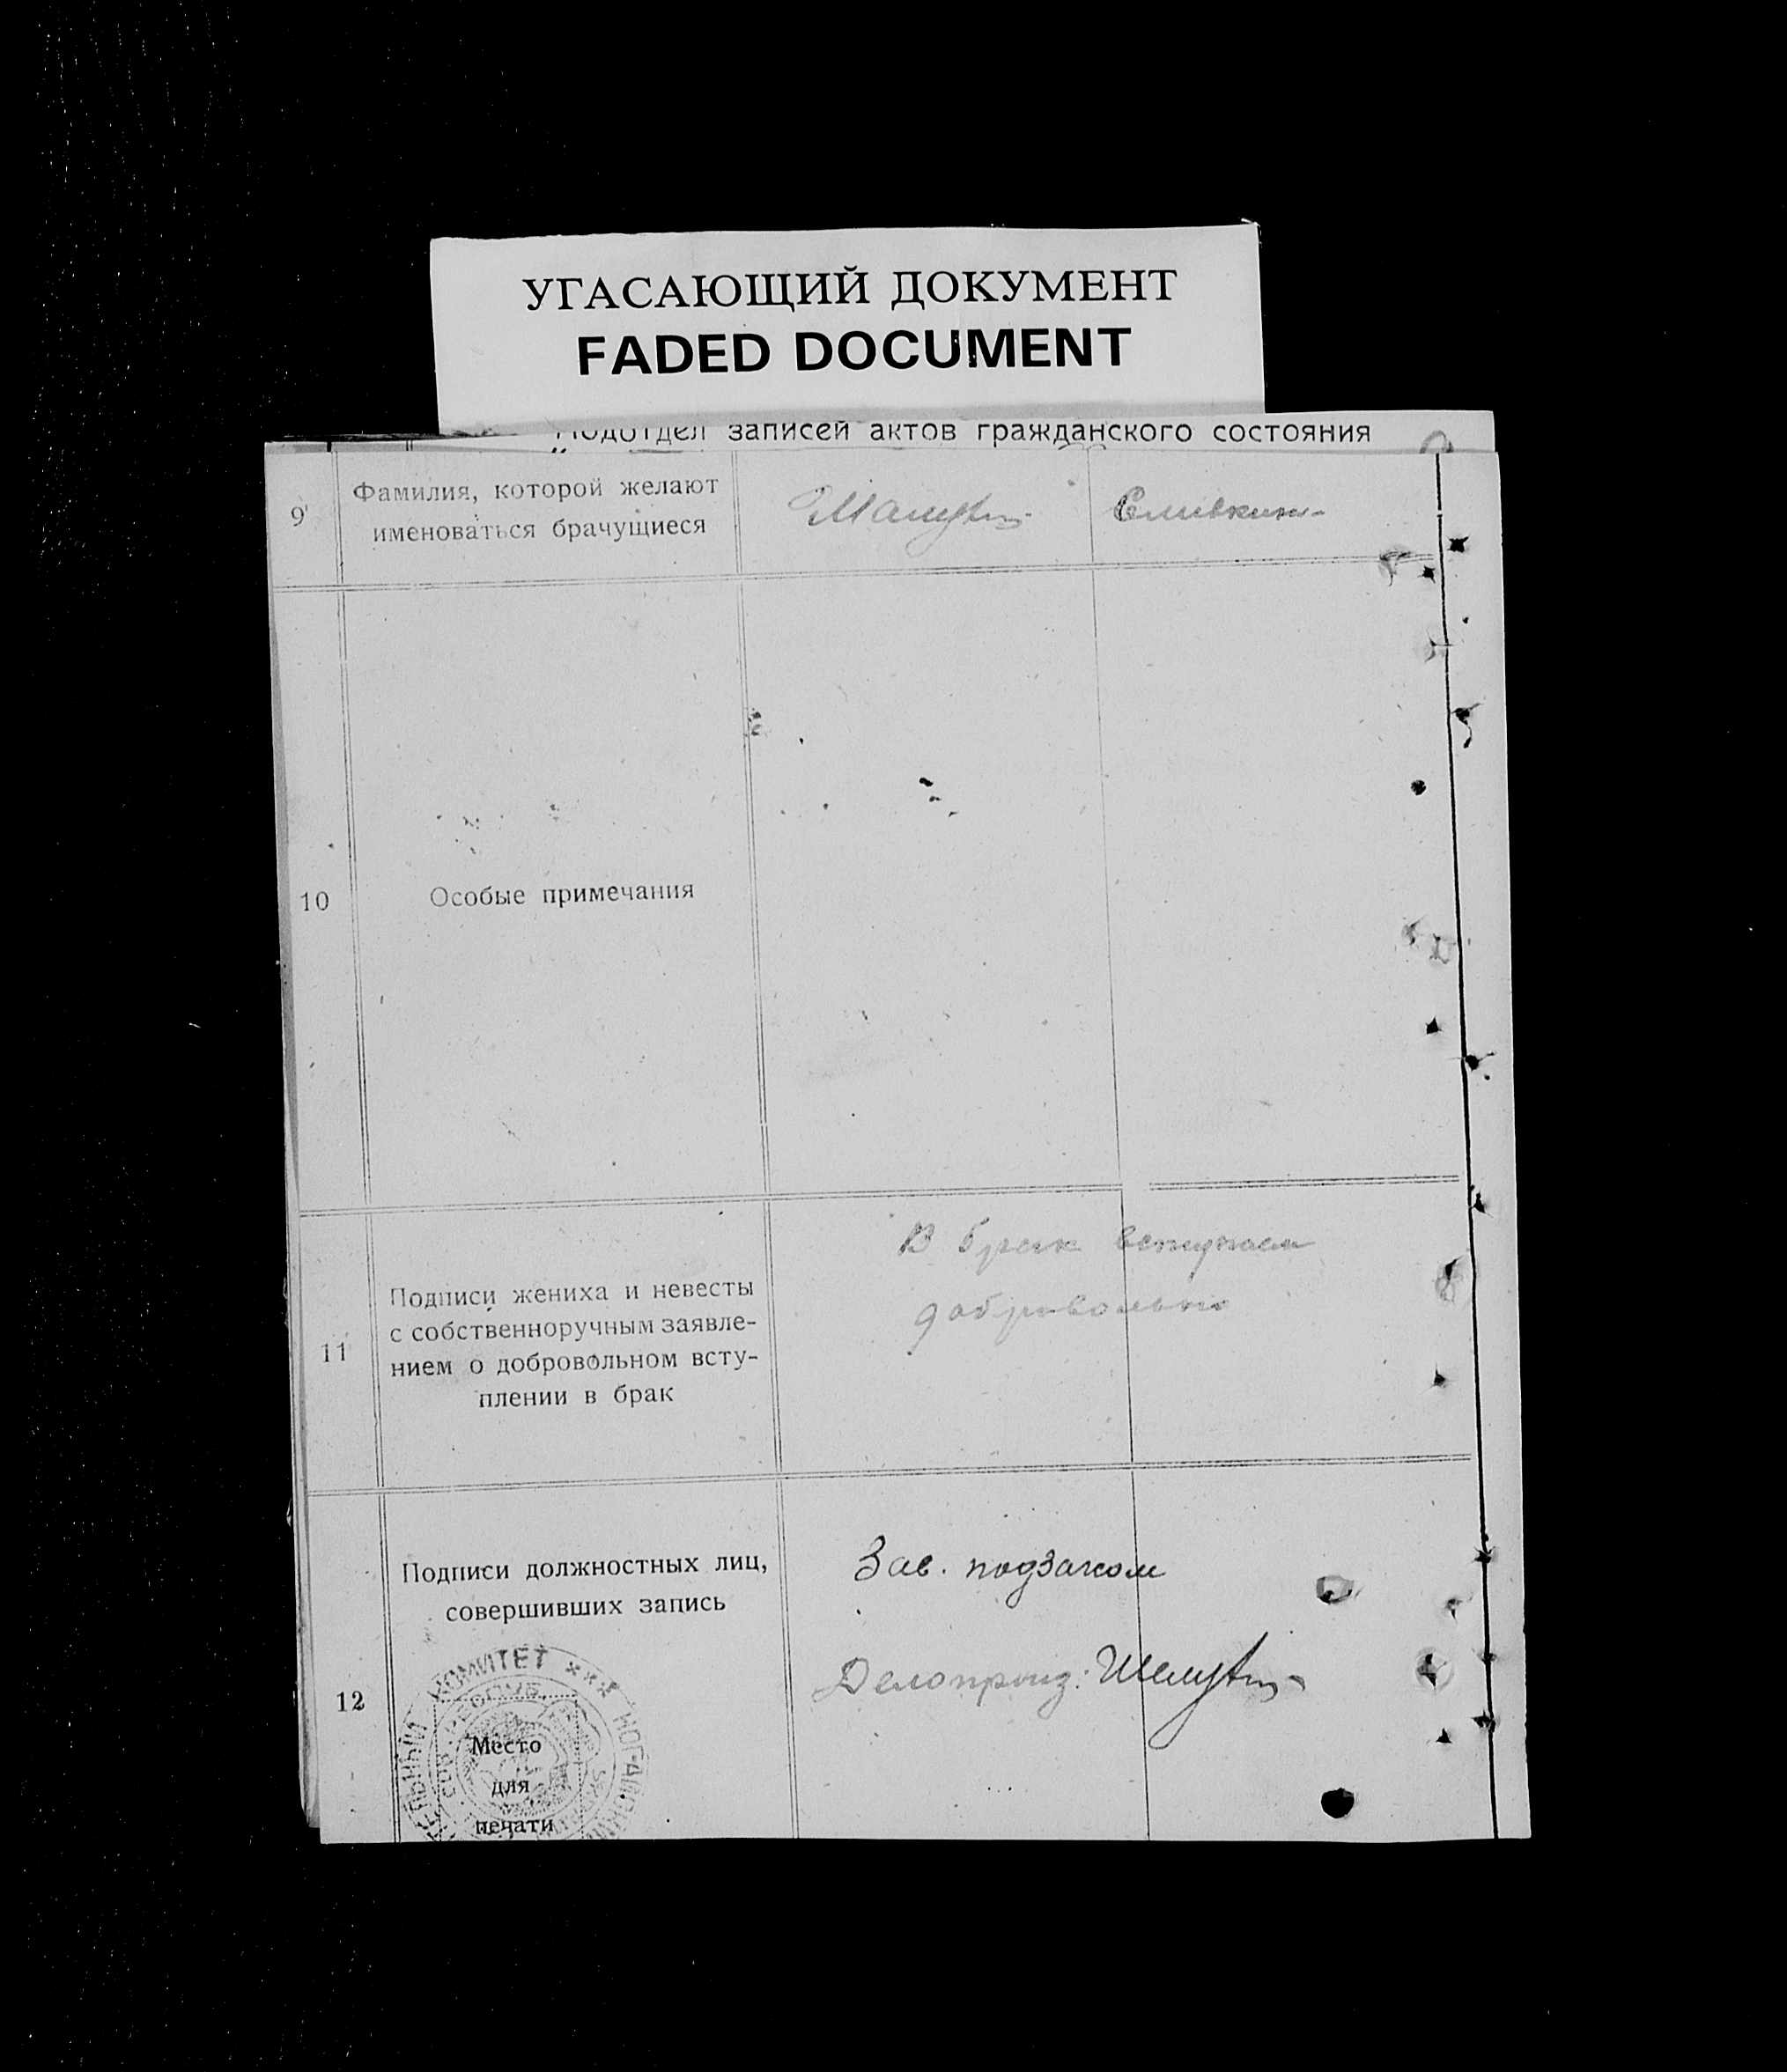 УГАСАЮЩИЙ ДОКУМЕНТ
FADED DOCUMENT
Подотдел записей актов гражданского состояния
9 Фамилия, которой желают
именоваться брачущиеся
10 Особые примечания
В брак вступаем
добровольно
Подписи жениха и невесты
с собственноручным заявле-
11 нием о добровольном всту-
плении в брак
Подписи должностных лиц, Зав. подзагсом
совершивших запись
Делопроиз:
КОМИТЕТ ***
12
Место
для
печати